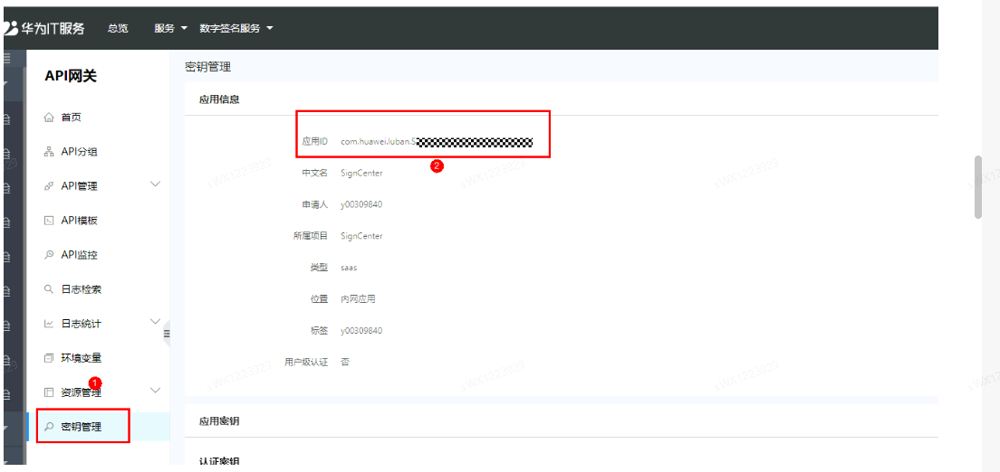 华为IT服务 总览 服务 数字签名服务
API网关
首页
API分组
API管理
API模板
API监控
日志检索
日志统计
环境变量
1
资源管理
密钥管理
密钥管理
应用信息
应用ID com.huawei.luban.S
2
中文名 SignCenter
申请人 y00309840
所属项目 SignCenter
类型 saas
位置 内网应用
标签 y00309840
用户级认证 否
应用密钥
认证密钥